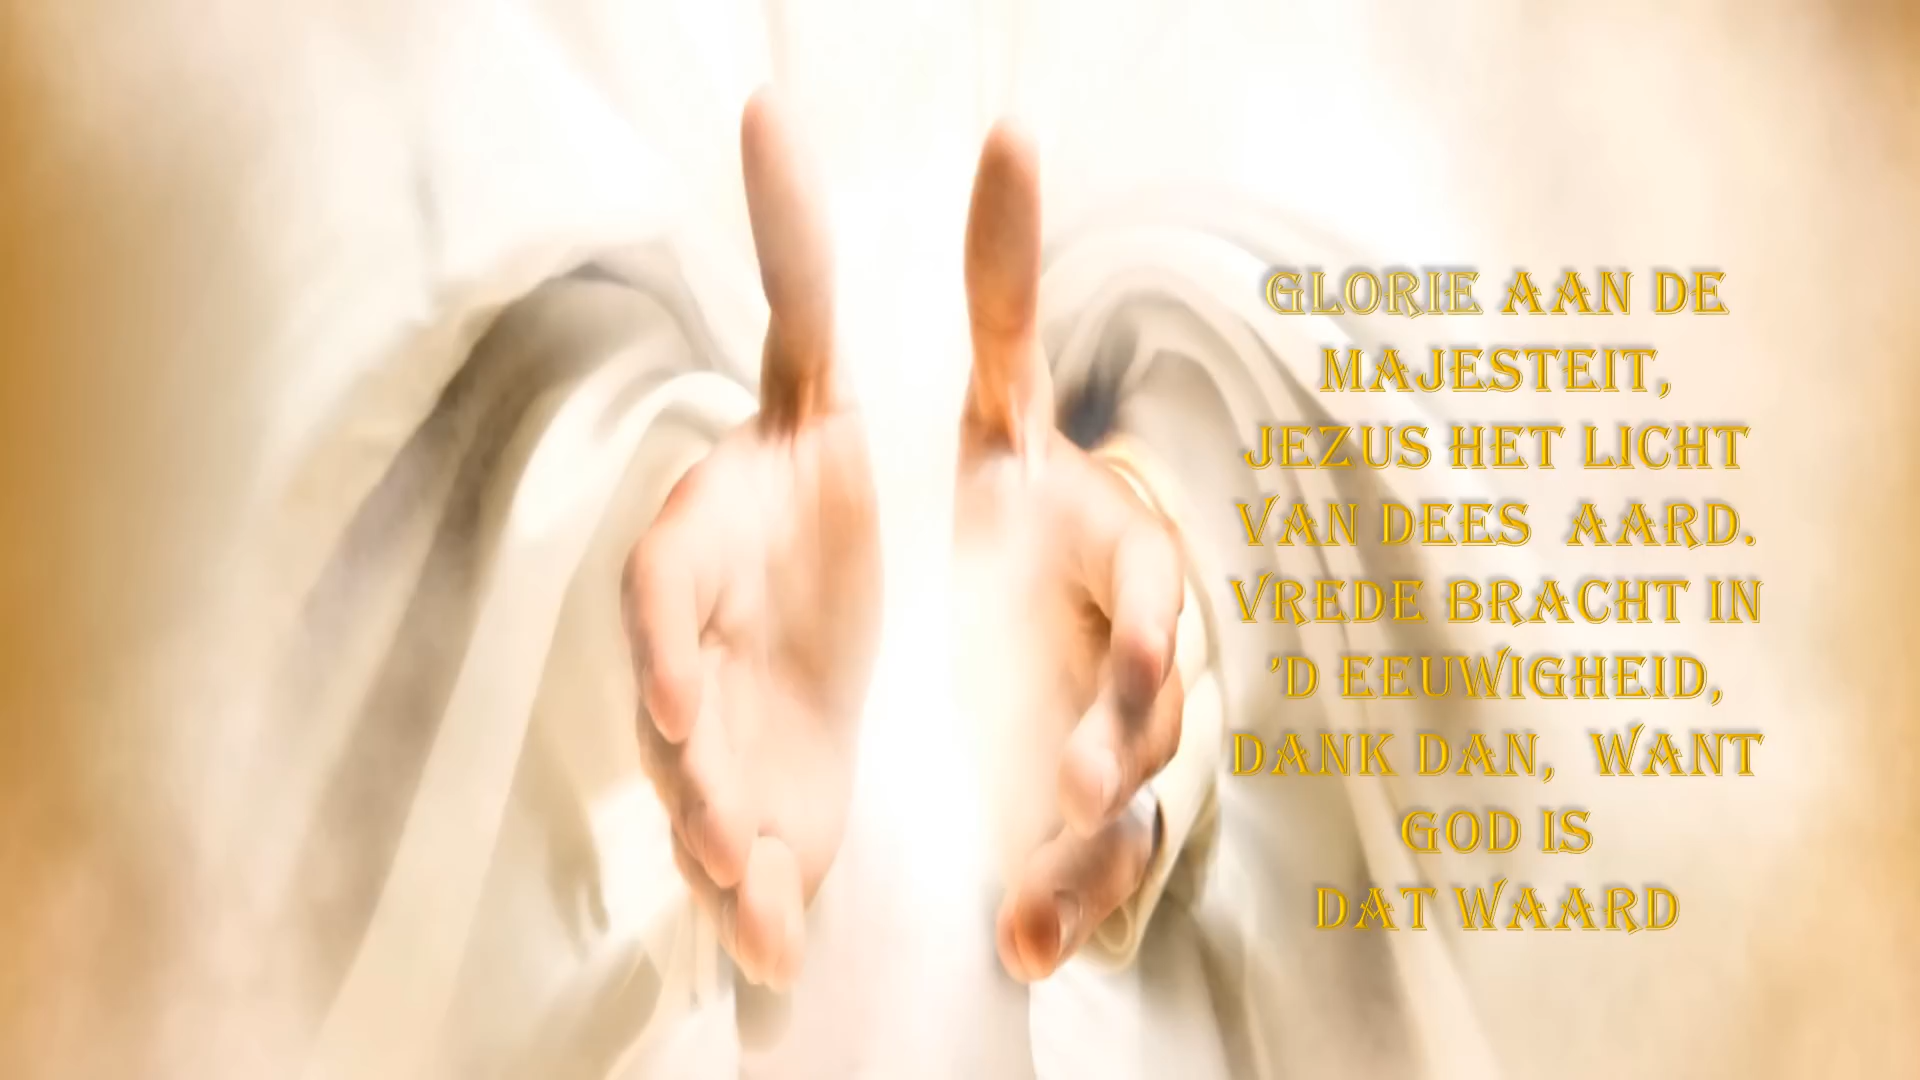 GLORIE AAN DE
MAJESTEIT,
JEZUS HET LICHT
VAN DEES AARD.
VREDE BRACHT IN
’D EEUWIGHEID,
DANK DAN, WANT
GOD IS
DAT WAARD